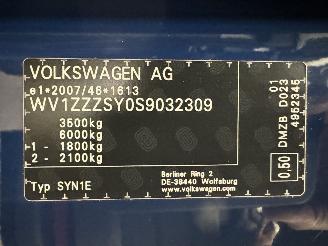 VOLKSWAGEN AG
e1*2007/46*1613
WV1ZZZSY0S9032309
3500kg
6000kg
1 - 1800kg
2 - 2100kg
Typ SYN1E
Berliner Ring 2
DE-38440 Wolfsburg
www.volkswagen.com
0,50
DMZB D023 01
4952345